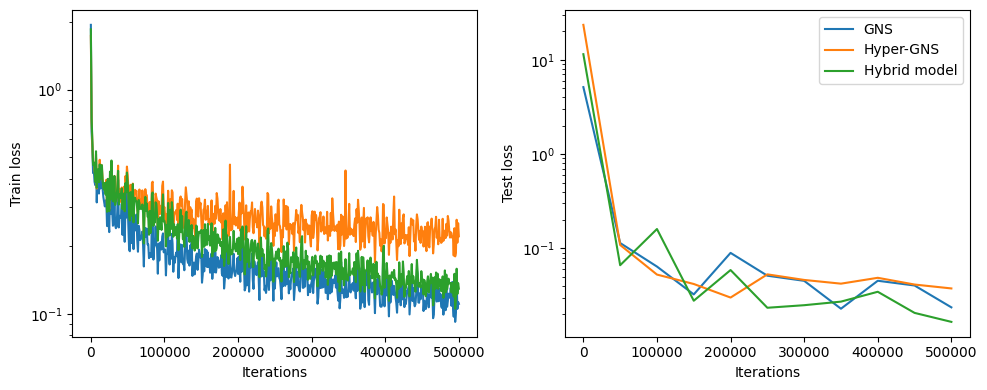 Train loss
10^0
10^-1
0
100000
200000
300000
400000
500000
Iterations
Test loss
10^1
10^0
10^-1
0
100000
200000
300000
400000
500000
Iterations
GNS
Hyper-GNS
Hybrid model